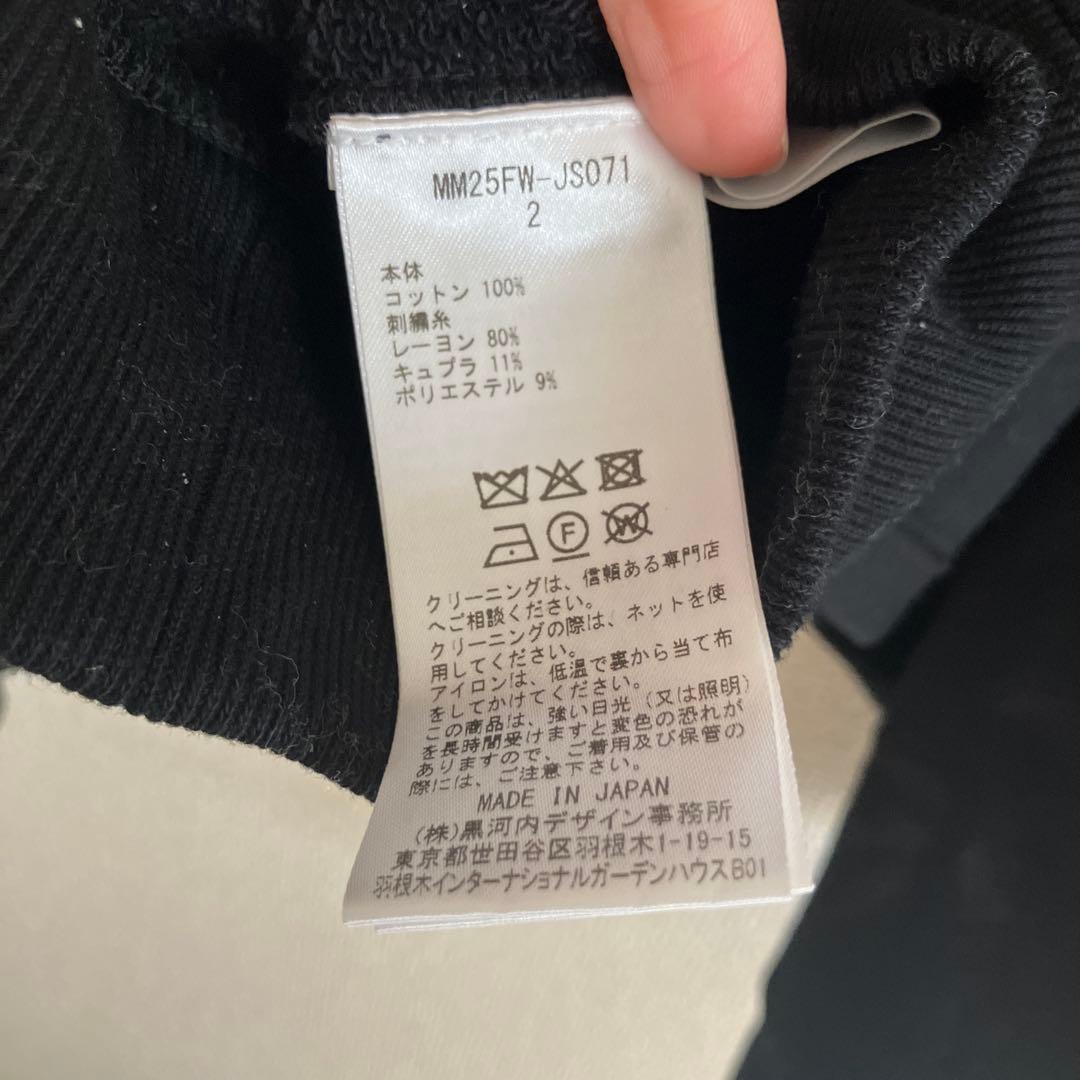 MM25FW-JS071
2
本体
コットン 100%
刺繍糸
レーヨン 80%
キュプラ 11%
ポリエステル 9%
F
W
クリーニングは、信頼ある専門店
へご相談ください。
クリーニングの際は、ネットを使
用してください。
アイロンは、低温で裏から当て布
をしてかけてください。
この商品は、強い日光(又は照明)
を長時間受けますと変色の恐れが
ありますので、ご着用及び保管の
際には、ご注意下さい。
MADE IN JAPAN
(株)黒河内デザイン事務所
東京都世田谷区羽根木1-19-15
羽根木インターナショナルガーデンハウスB01